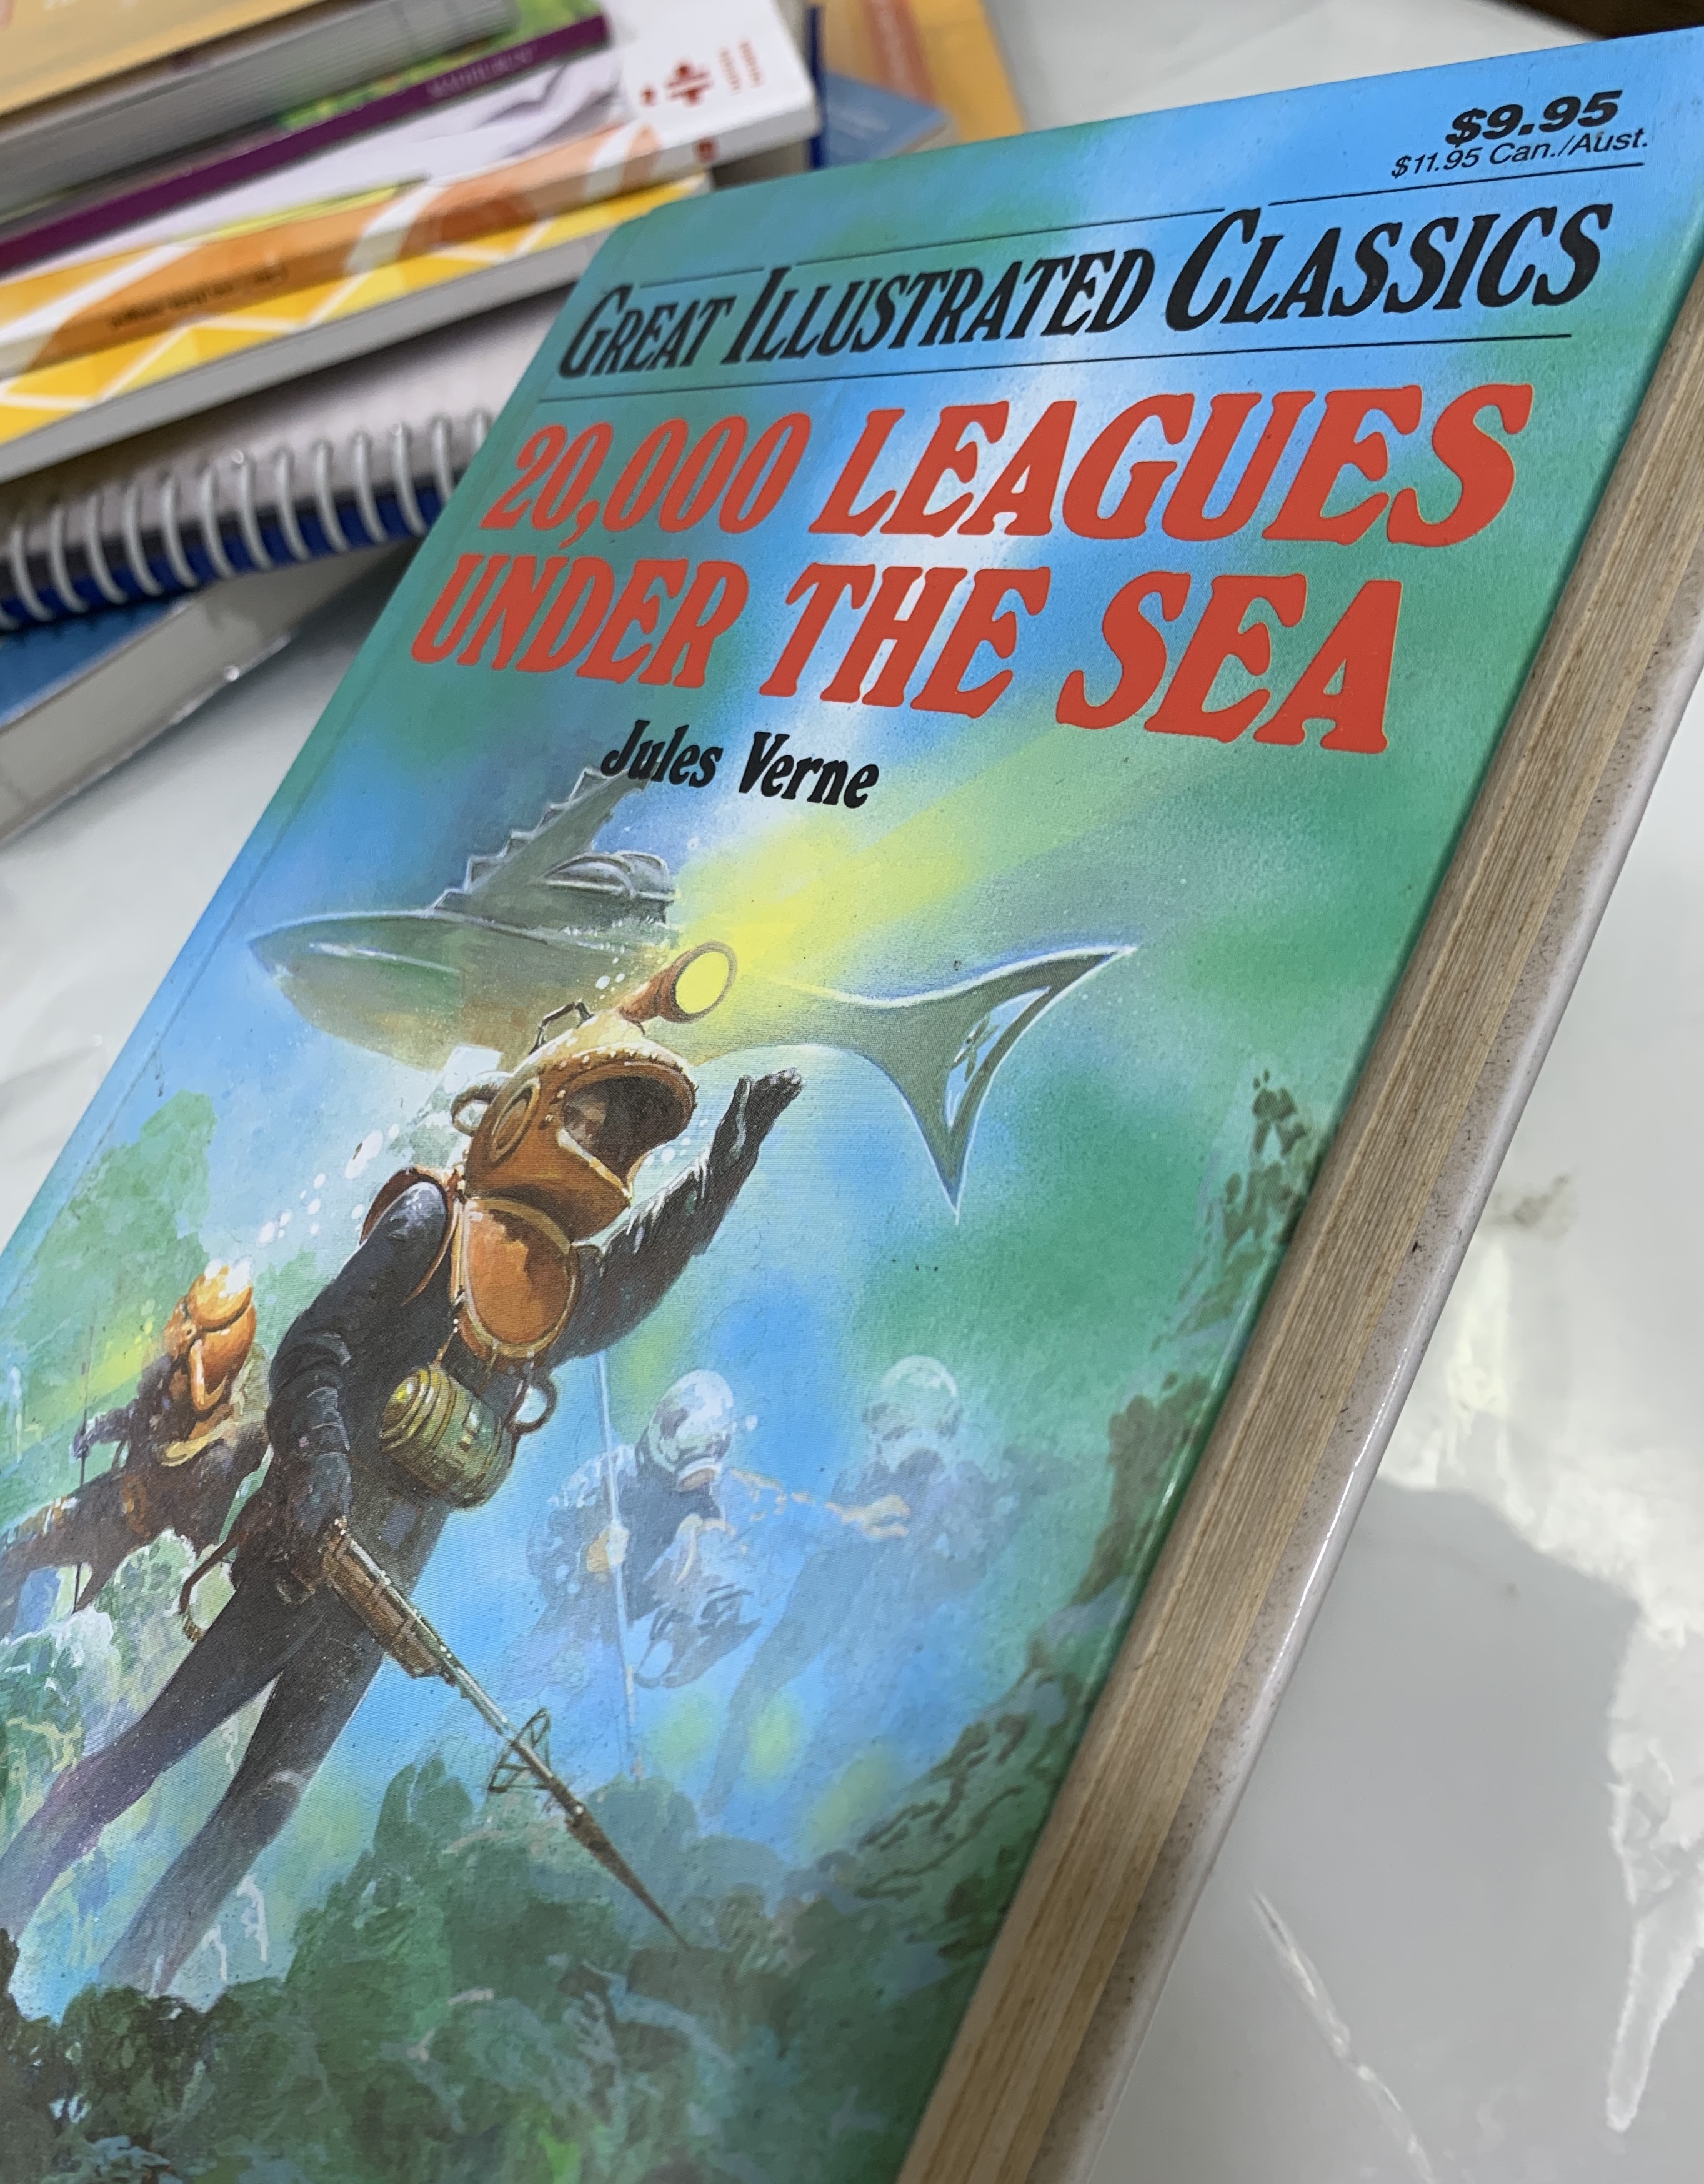 $9.95
$11.95 Can./Aust.
GREAT ILLUSTRATED CLASSICS
20,000 LEAGUES
UNDER THE SEA
Jules Verne